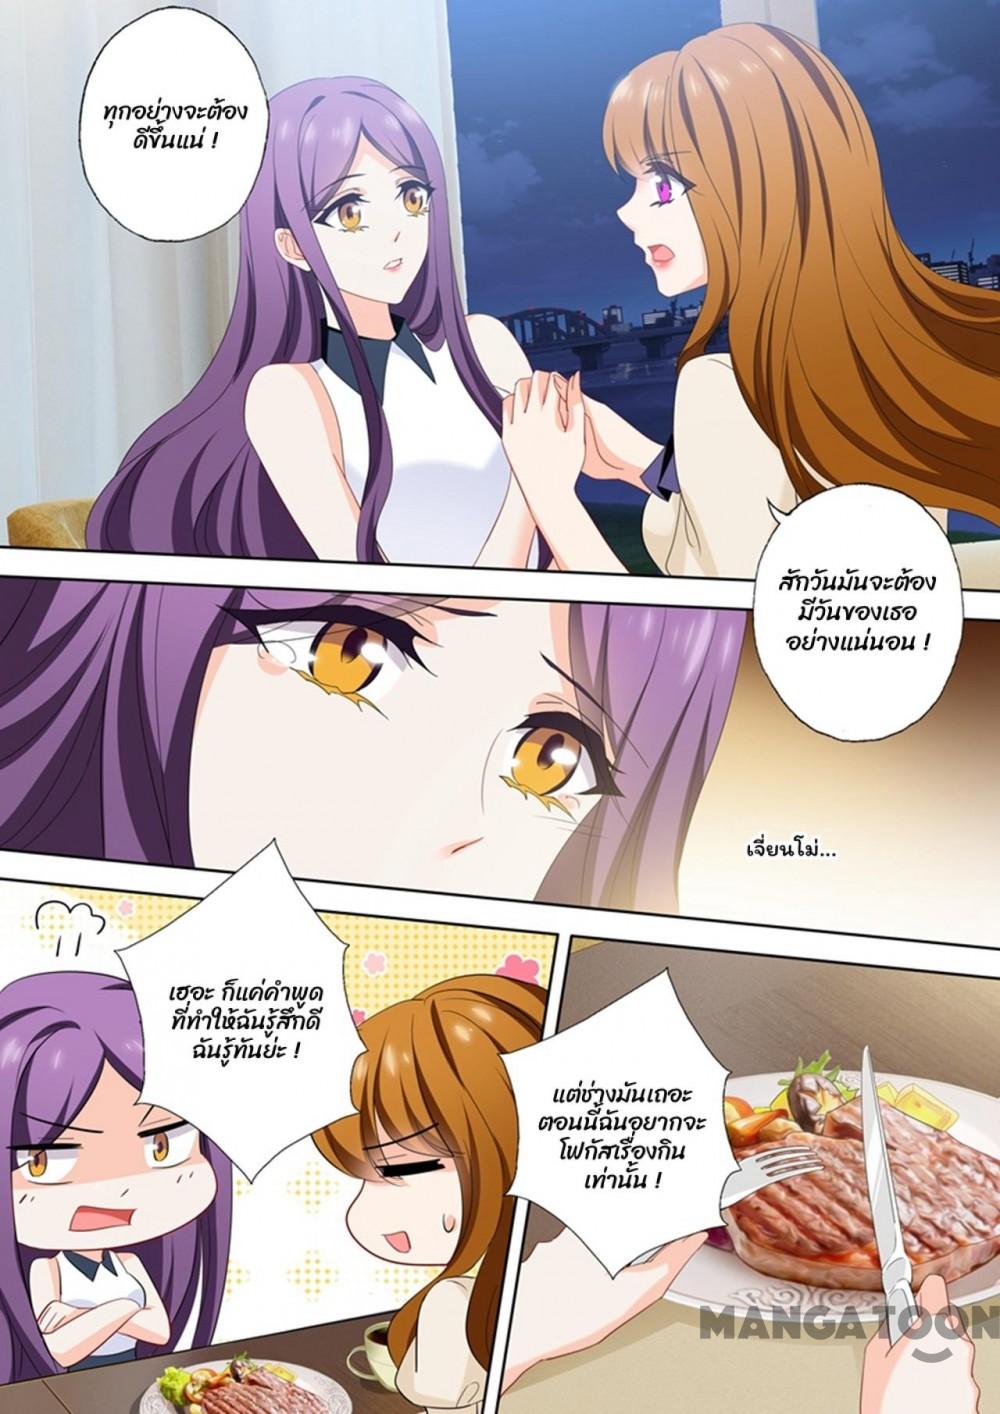 ทุกอย่างจะต้อง
ดีขึ้นแน่ !
สักวันมันจะต้อง
มีวันของเธอ
อย่างแน่นอน !
เจี่ยนโม่...
เฮอะ ก็แค่คำพูด
ที่ทำให้ฉันรู้สึกดี
ฉันรู้ทันย่ะ !
แต่ช่างมันเถอะ
ตอนนี้ฉันอยากจะ
โฟกัสเรื่องกิน
เท่านั้น !
MANGATOON